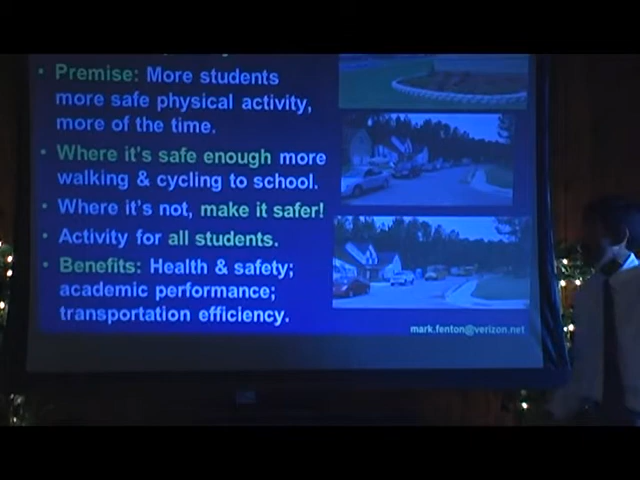 • Premise: More students
more safe physical activity,
more of the time.
• Where it's safe enough more
walking & cycling to school.
• Where it's not, make it safer!
• Activity for all students.
• Benefits: Health & safety;
academic performance;
transportation efficiency.
mark.fenton@verizon.net